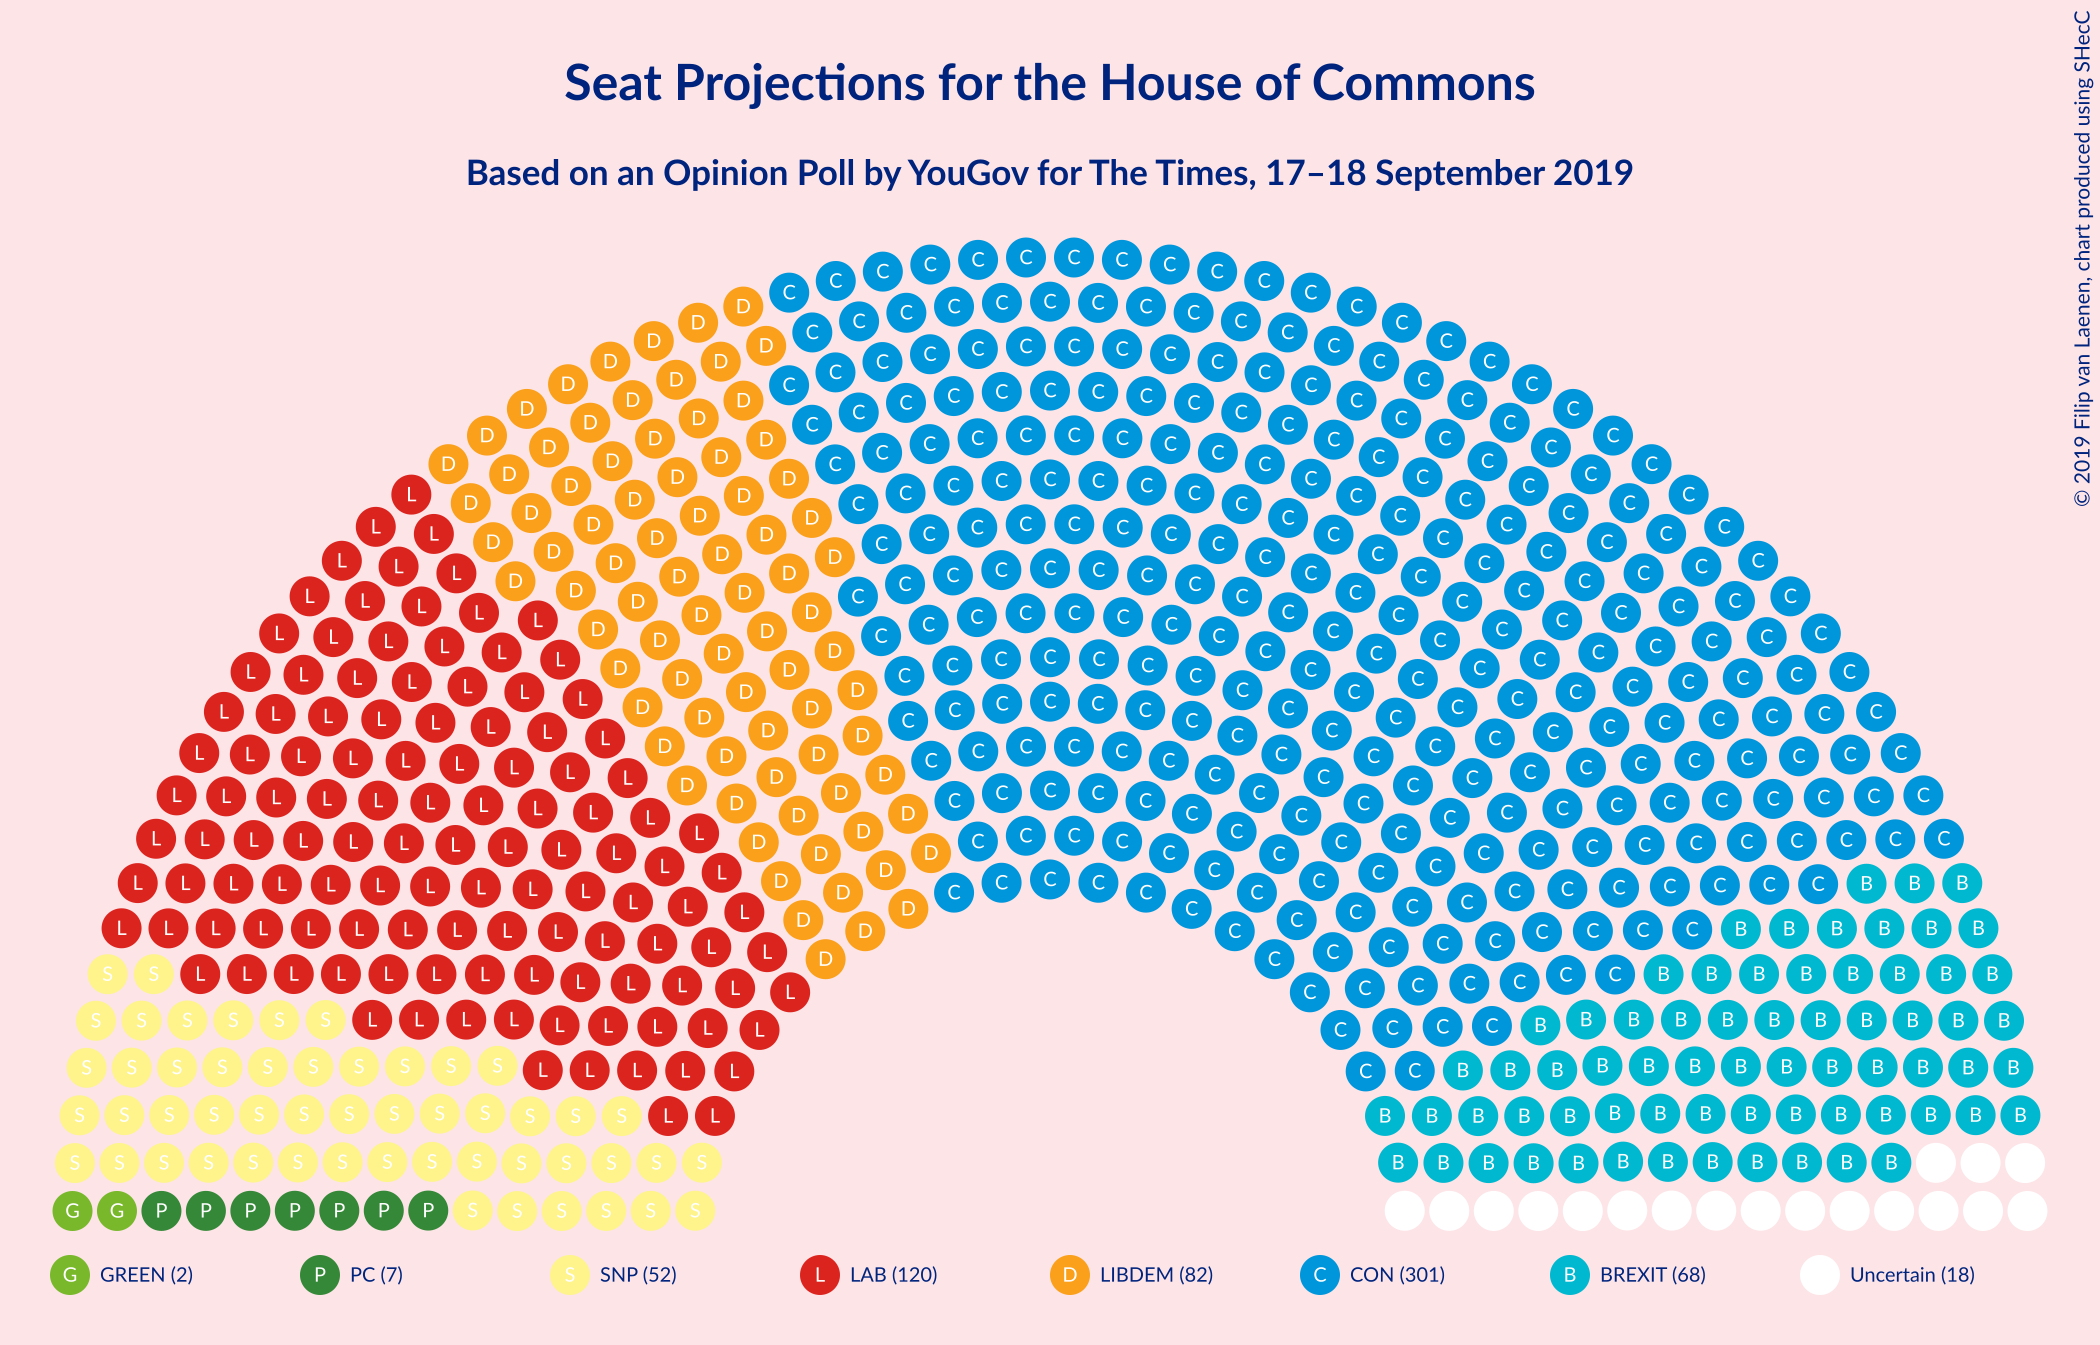 Seat Projections for the House of Commons
Based on an Opinion Poll by YouGov for The Times, 17–18 September 2019
© 2019 Filip van Laenen, chart produced using SHecC
G GREEN (2)
P PC (7)
S SNP (52)
L LAB (120)
D LIBDEM (82)
C CON (301)
B BREXIT (68)
Uncertain (18)